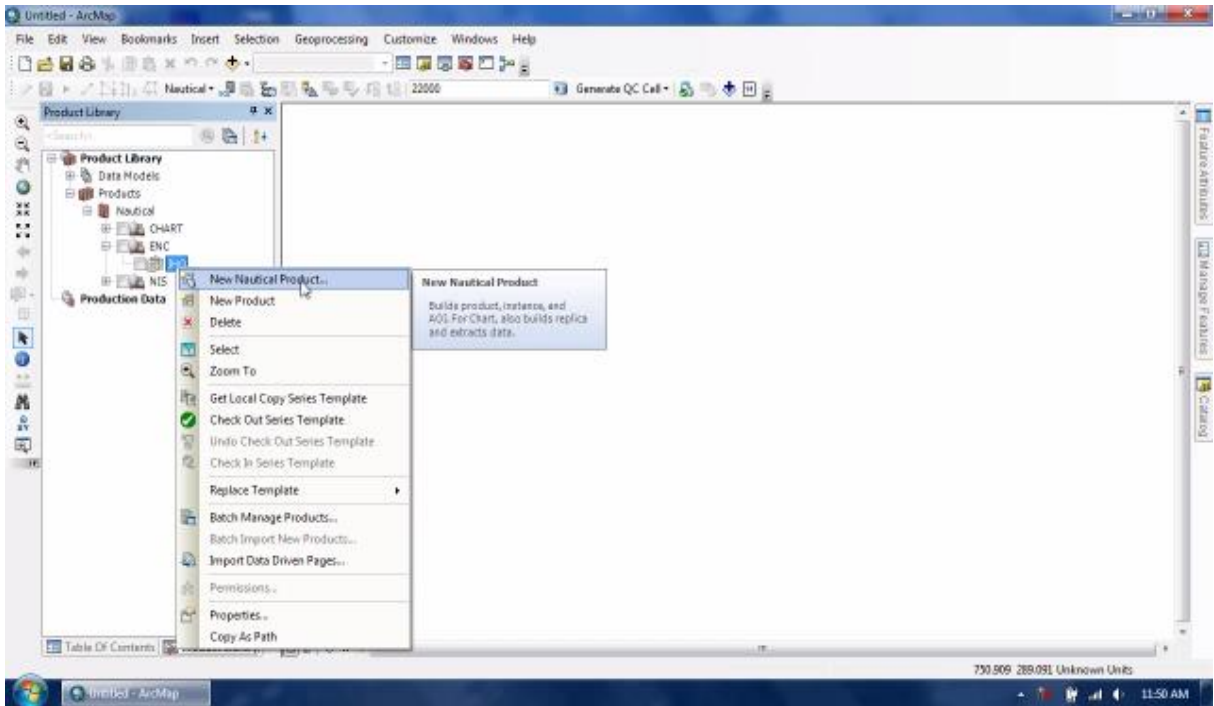 Untitled - ArcMap
File Edit View Bookmarks Insert Selection Geoprocessing Customize Windows Help
Nautical 22000 Generate QC Cell
Product Library
<Search>
Product Library
Data Models
Products
Nautical
CHART
ENC
NIS
Production Data
New Nautical Product...
New Product
Delete
Select
Zoom To
Get Local Copy Series Template
Check Out Series Template
Undo Check Out Series Template
Check In Series Template
Replace Template
Batch Manage Products...
Batch Import New Products...
Import Data Driven Pages...
Permissions...
Properties...
Copy As Path
New Nautical Product
Builds product, instance, and
AOI. For Chart, also builds replica
and extracts data.
Feature Attributes
Manage Features
Catalog
Table Of Contents
750.909 289.091 Unknown Units
Untitled - ArcMap
11:50 AM